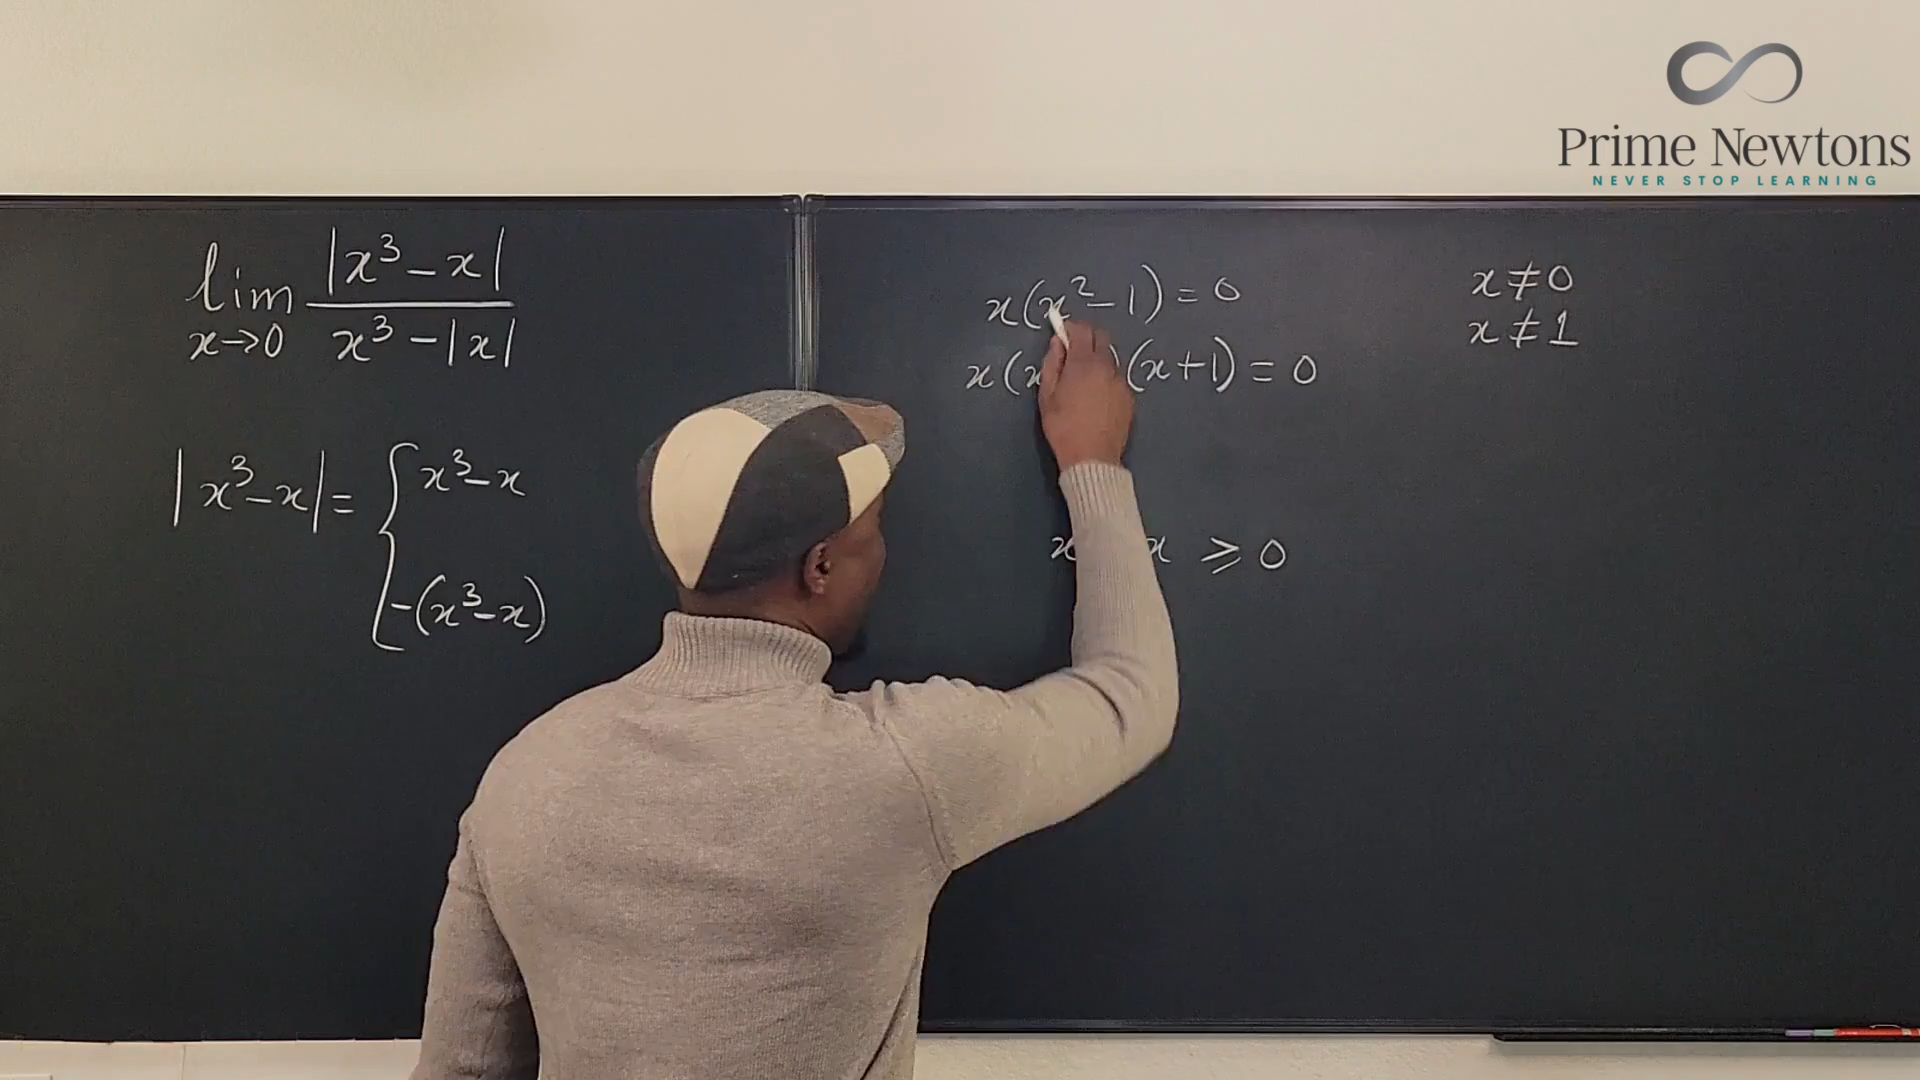 Prime Newtons
NEVER STOP LEARNING
lim x→0 |x³-x| / x³-|x|
|x³-x| = { x³-x
-(x³-x)
x(x²-1)=0
x(x )(x+1)=0
x x ≥ 0
x≠0
x≠1